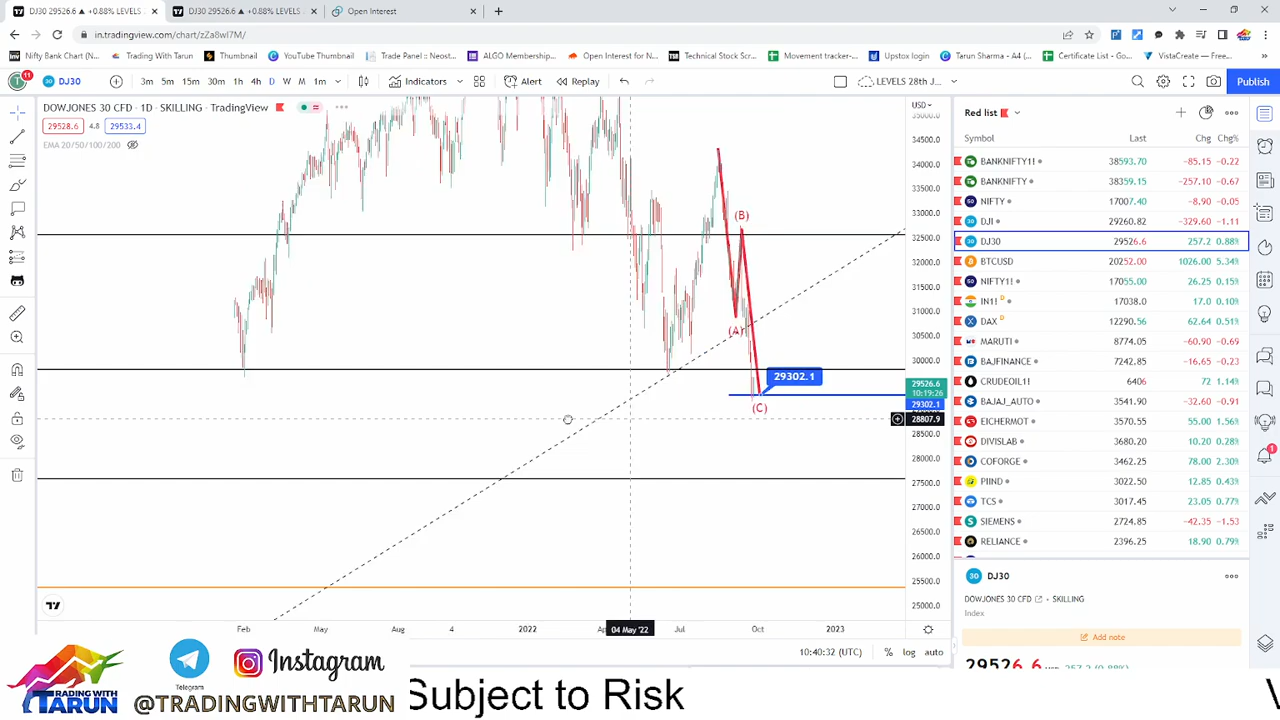 DJ30 29526.6 ▲ +0.88% LEVELS
DJ30 29526.6 ▲ +0.88% LEVELS
Open Interest
in.tradingview.com/chart/zZa8wI7M/
Nifty Bank Chart (N...
Trading With Tarun
Thumbnail
YouTube Thumbnail
Trade Panel :: Neost...
ALGO Membership...
Open Interest for N...
Technical Stock Scr...
Movement tracker-...
Upstox login
Tarun Sharma - A4 (...
Certificate List - Go...
VistaCreate — Free...
11
DJ30
3m 5m 15m 30m 1h 4h D W M 1m
Indicators
Alert
Replay
LEVELS 28th J...
Publish
DOWJONES 30 CFD · 1D · SKILLING · TradingView
29528.6 4.8 29533.4
EMA 20/50/100/200
USD
35000.0
34500.0
34000.0
33500.0
33000.0
32500.0
32000.0
31500.0
31000.0
30500.0
30000.0
29526.6
10:19:26
29302.1
28807.9
28500.0
28000.0
27500.0
27000.0
26500.0
26000.0
25500.0
25000.0
(B)
(A)
29302.1
(C)
Feb May Aug 4 2022 04 May '22 Jul Oct 2023
10:40:32 (UTC) % log auto
Red list
Symbol Last Chg Chg%
BANKNIFTY1! 38593.70 −85.15 −0.22
BANKNIFTY 38359.15 −257.10 −0.67
NIFTY 17007.40 −8.90 −0.05
DJI 29260.82 −329.60 −1.11
DJ30 29526.6 257.2 0.88%
BTCUSD 20252.00 1026.00 5.34%
NIFTY1! 17055.00 26.25 0.15%
IN1! D 17038.0 17.0 0.10%
DAX D 12290.56 62.64 0.51%
MARUTI 8774.05 −60.90 −0.69
BAJFINANCE 7242.85 −16.65 −0.23
CRUDEOIL1! 6406 72 1.14%
BAJAJ_AUTO 3541.90 −32.60 −0.91
EICHERMOT 3570.55 55.00 1.56%
DIVISLAB 3680.20 10.20 0.28%
COFORGE 3462.25 78.00 2.30%
PIIND 3022.50 12.85 0.43%
TCS 3017.45 23.05 0.77%
SIEMENS 2724.85 −42.35 −1.53
RELIANCE 2396.25 18.90 0.79%
1
DJ30
DOWJONES 30 CFD · SKILLING
Index
Add note
TRADING WITH
TARUN
Telegram
Instagram
@TRADINGWITHTARUN
Subject to Risk